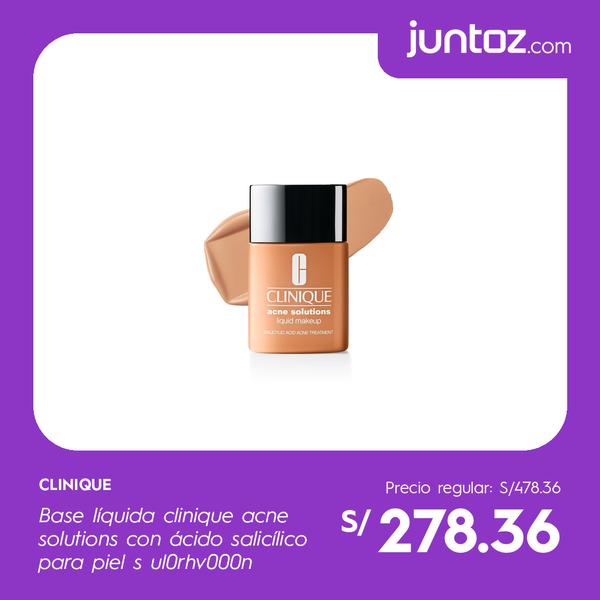 juntoz.com
CLINIQUE
acne solutions
liquid makeup
SALICYLIC ACID ACNE TREATMENT
CLINIQUE
Base líquida clinique acne
solutions con ácido salicílico
para piel s ul0rhv000n
Precio regular: S/478.36
S/ 278.36